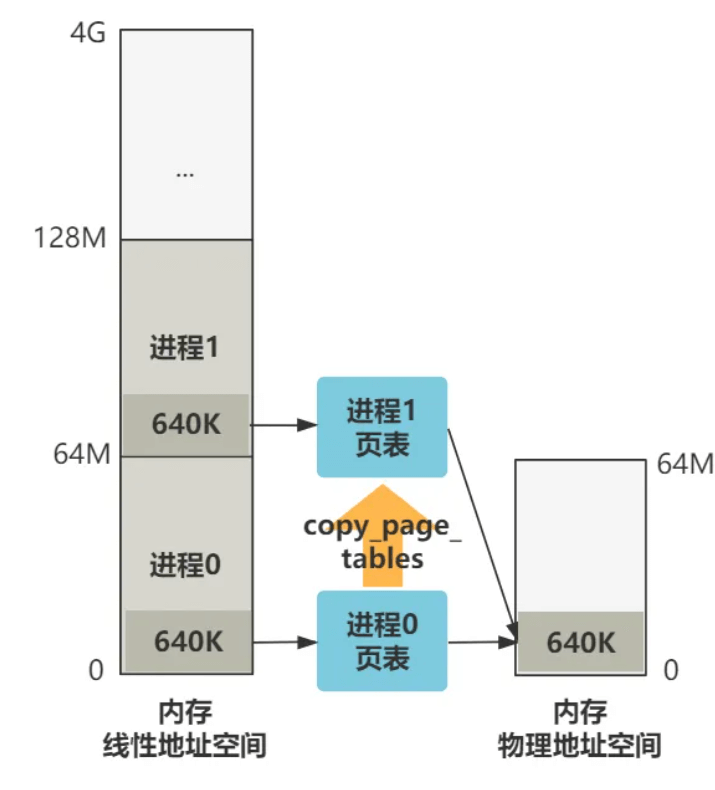 4G
...
128M
进程1
640K
64M
进程0
640K
0
内存
线性地址空间
进程1
页表
copy_page_
tables
进程0
页表
64M
640K
0
内存
物理地址空间